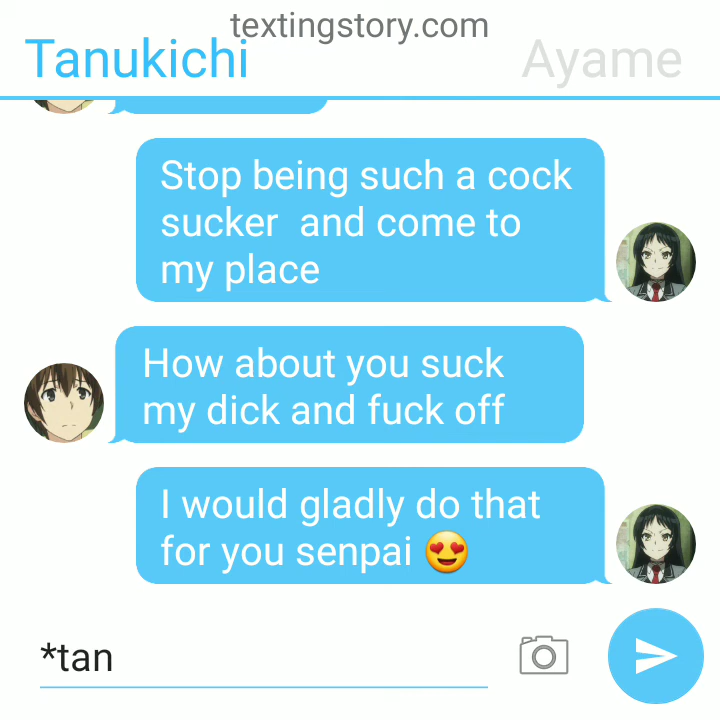 textingstory.com
Tanukichi
Ayame
Stop being such a cock
sucker and come to
my place
How about you suck
my dick and fuck off
I would gladly do that
for you senpai 😍
*tan